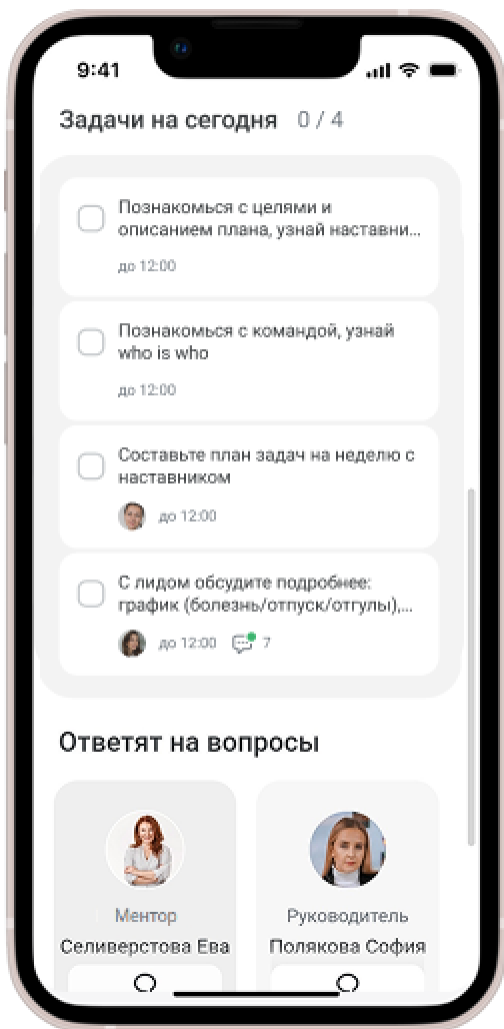 9:41
Задачи на сегодня 0 / 4
Познакомься с целями и
описанием плана, узнай наставни...
до 12:00
Познакомься с командой, узнай
who is who
до 12:00
Составьте план задач на неделю с
наставником
до 12:00
С лидом обсудите подробнее:
график (болезнь/отпуск/отгулы),...
до 12:00 7
Ответят на вопросы
Ментор Руководитель
Селиверстова Ева Полякова София